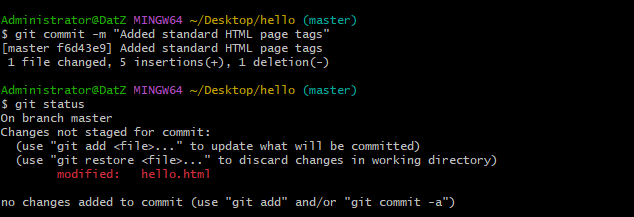 Administrator@DatZ MINGW64 ~/Desktop/hello (master)
$ git commit -m "Added standard HTML page tags"
[master f6d43e9] Added standard HTML page tags
 1 file changed, 5 insertions(+), 1 deletion(-)

Administrator@DatZ MINGW64 ~/Desktop/hello (master)
$ git status
On branch master
Changes not staged for commit:
  (use "git add <file>..." to update what will be committed)
  (use "git restore <file>..." to discard changes in working directory)
        modified:   hello.html

no changes added to commit (use "git add" and/or "git commit -a")